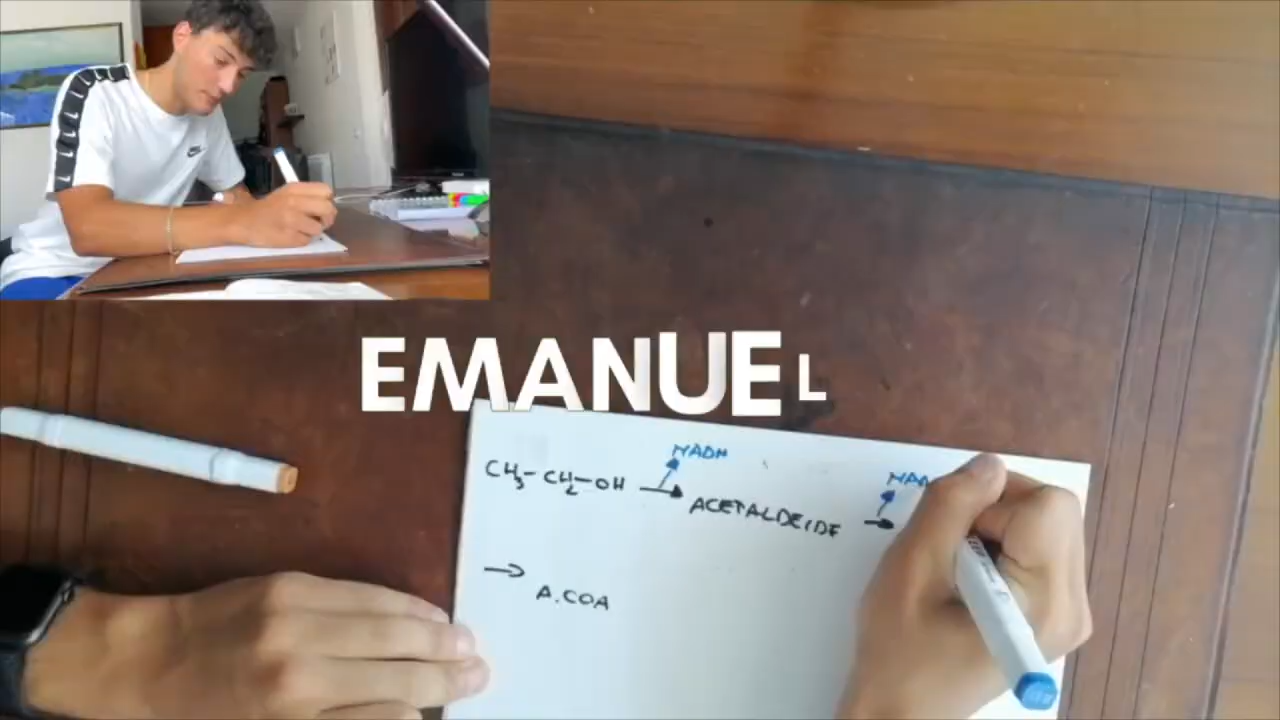 EMANUEL
NADH
CH3-CH2-OH → ACETALDEIDE →
→ A.COA